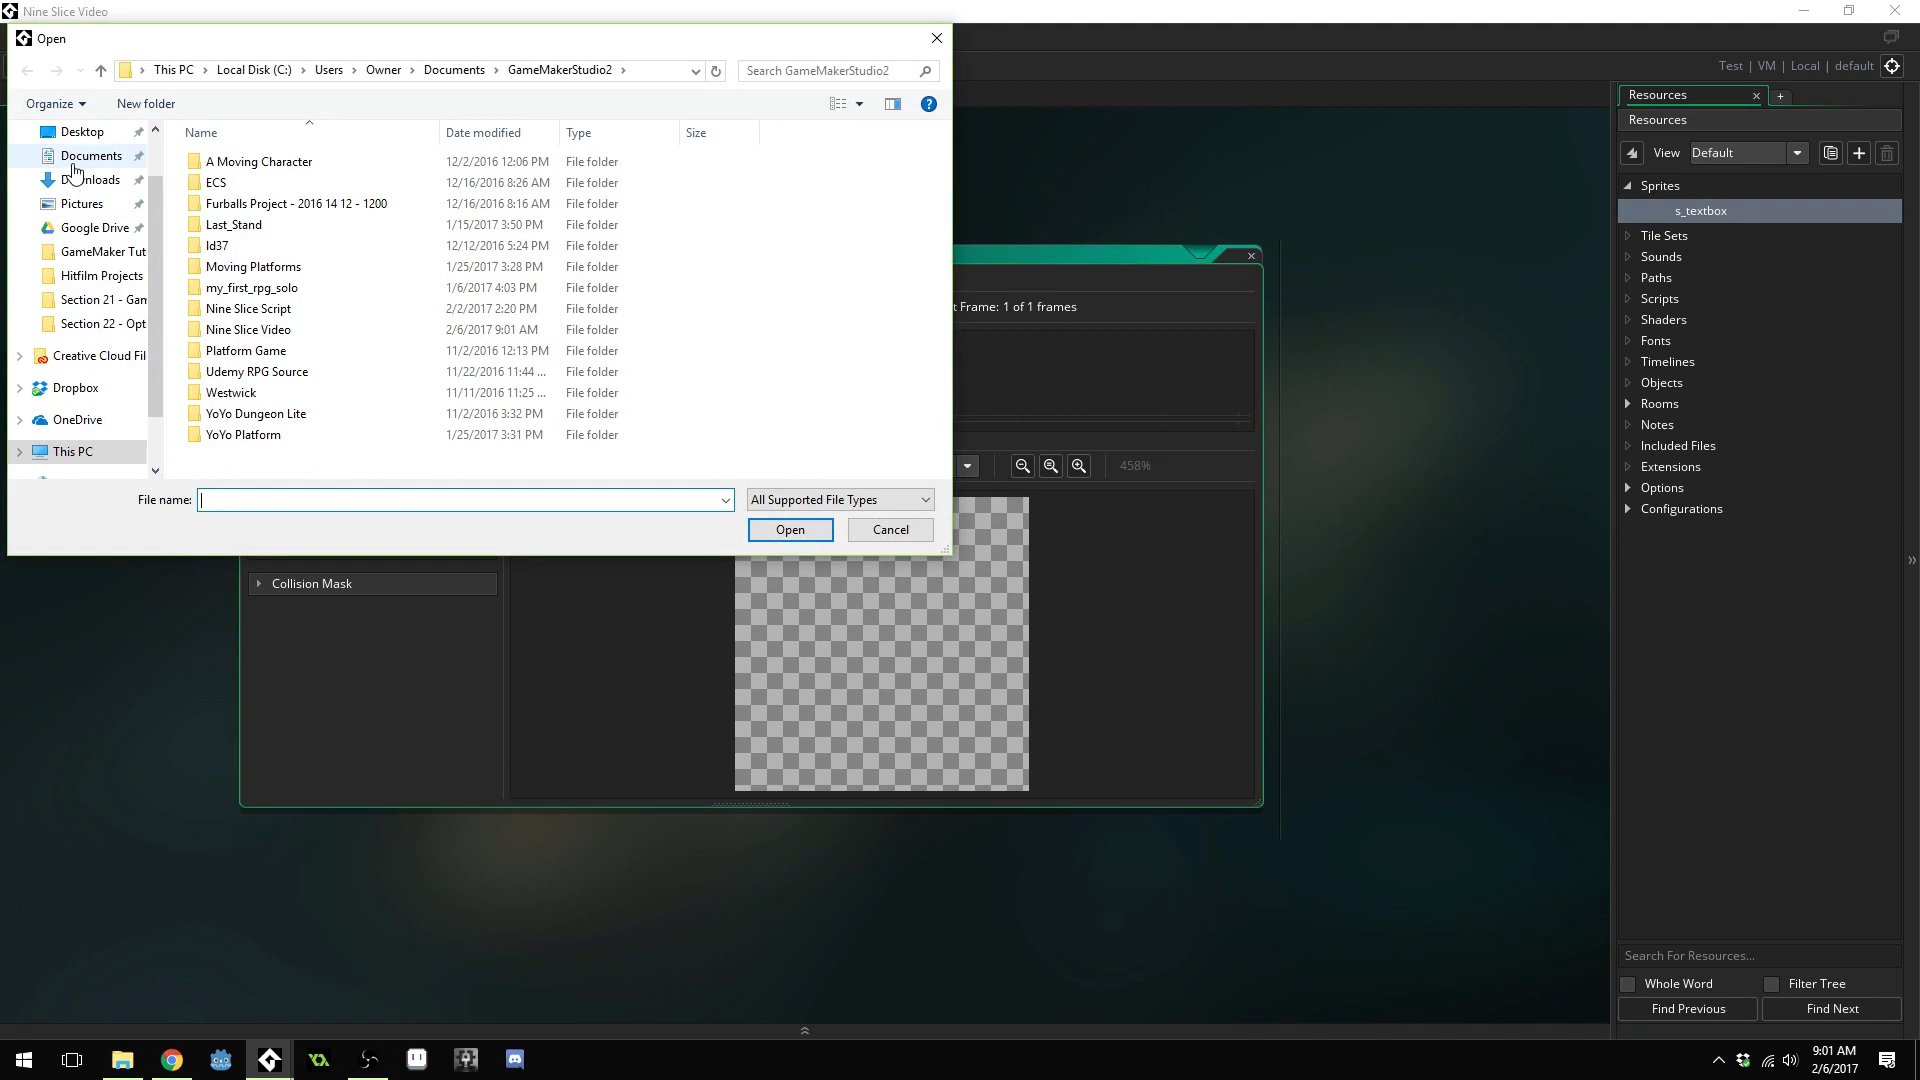 Nine Slice Video
Open
This PC > Local Disk (C:) > Users > Owner > Documents > GameMakerStudio2 >
Search GameMakerStudio2
Organize
New folder
Test | VM | Local | default
Resources
Resources
View
Default
Name
Date modified
Type
Size
Desktop
Documents
Downloads
Pictures
Google Drive
GameMaker Tut
Hitfilm Projects
Section 21 - Gam
Section 22 - Opt
Creative Cloud Fil
Dropbox
OneDrive
This PC
A Moving Character 12/2/2016 12:06 PM File folder
ECS 12/16/2016 8:26 AM File folder
Furballs Project - 2016 14 12 - 1200 12/16/2016 8:16 AM File folder
Last_Stand 1/15/2017 3:50 PM File folder
ld37 12/12/2016 5:24 PM File folder
Moving Platforms 1/25/2017 3:28 PM File folder
my_first_rpg_solo 1/6/2017 4:03 PM File folder
Nine Slice Script 2/2/2017 2:20 PM File folder
Nine Slice Video 2/6/2017 9:01 AM File folder
Platform Game 11/2/2016 12:13 PM File folder
Udemy RPG Source 11/22/2016 11:44 ... File folder
Westwick 11/11/2016 11:25 ... File folder
YoYo Dungeon Lite 11/2/2016 3:32 PM File folder
YoYo Platform 1/25/2017 3:31 PM File folder
File name:
All Supported File Types
Open
Cancel
t Frame: 1 of 1 frames
458%
Collision Mask
Sprites
s_textbox
Tile Sets
Sounds
Paths
Scripts
Shaders
Fonts
Timelines
Objects
Rooms
Notes
Included Files
Extensions
Options
Configurations
Search For Resources...
Whole Word
Filter Tree
Find Previous
Find Next
9:01 AM
2/6/2017